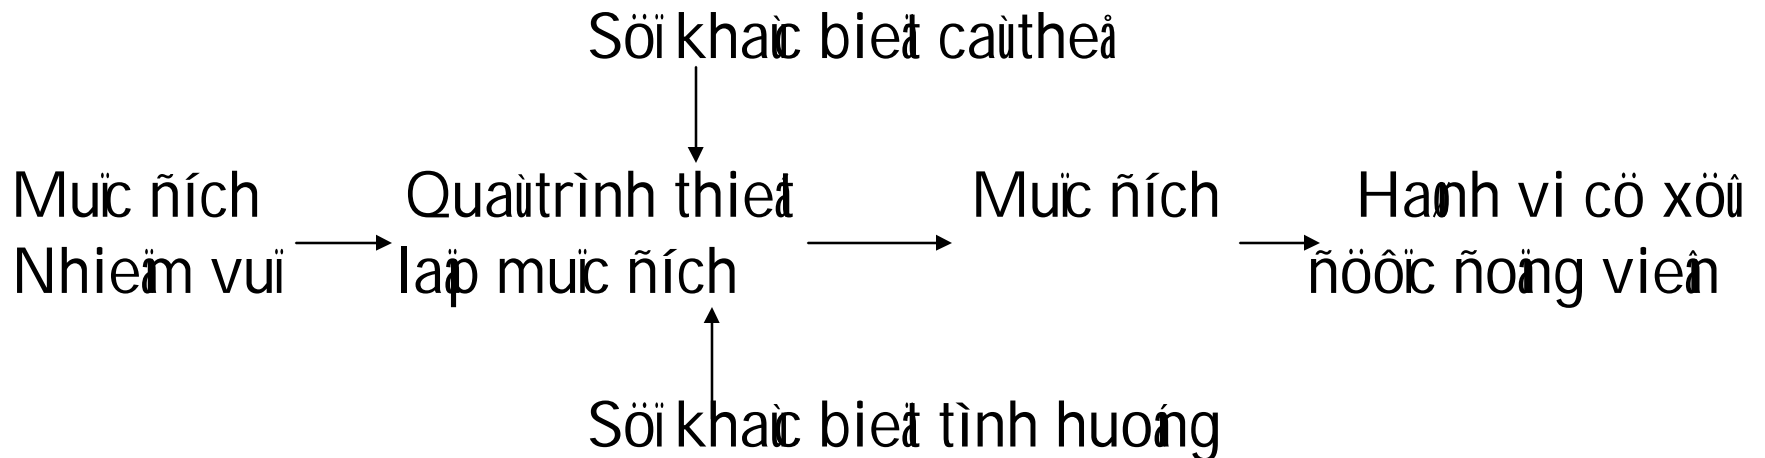 Söï khaùc bieät caù theå
Muïc ñích
Nhieäm vuï
Quaù trình thieát
laäp muïc ñích
Muïc ñích
Haønh vi cö xöû
ñöôïc ñoäng vieân
Söï khaùc bieät tình huoáng